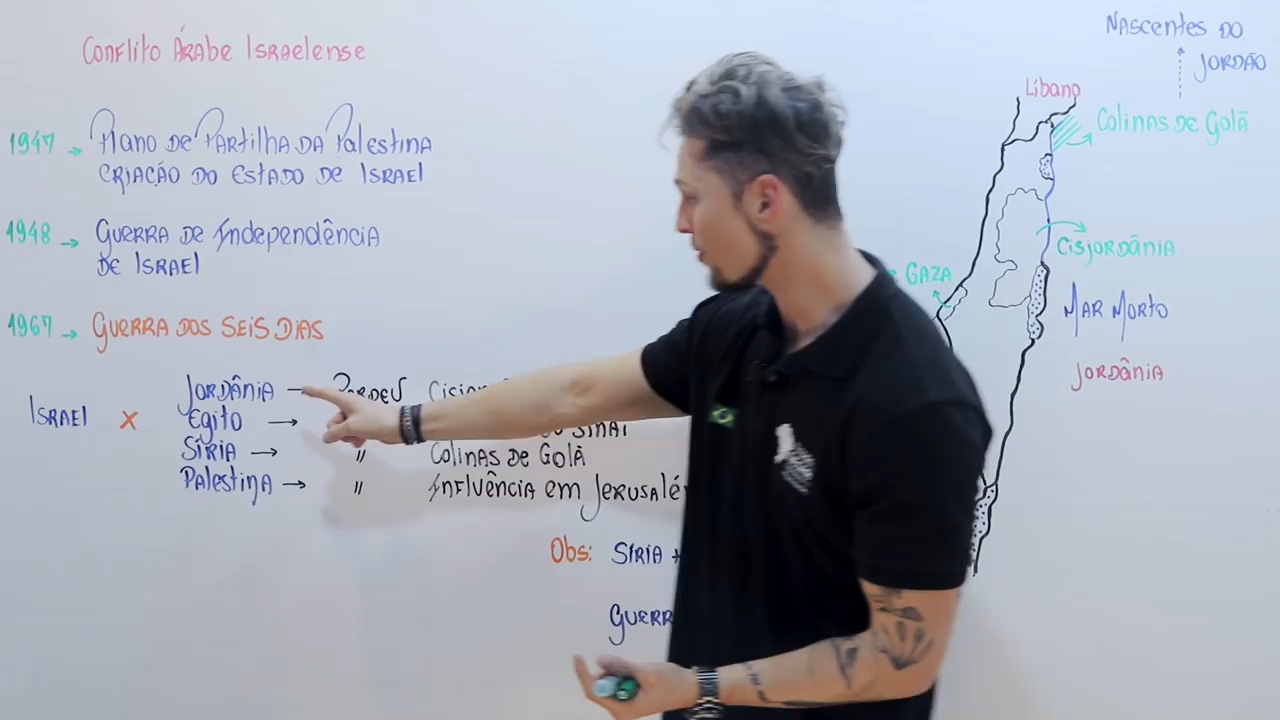 Conflito Árabe Israelense
1947 → Plano de Partilha da Palestina
criação do Estado de Israel
1948 → Guerra de Independência
de Israel
1967 → Guerra dos Seis Dias
Israel x
Jordânia → Perdeu
Egito → Sinai
Síria → " Colinas de Golã
Palestina → " Influência em
Obs: Síria +
Nascentes do
Jordão
Líbano
Colinas de Golã
Gaza
Cisjordânia
Mar Morto
Jordânia